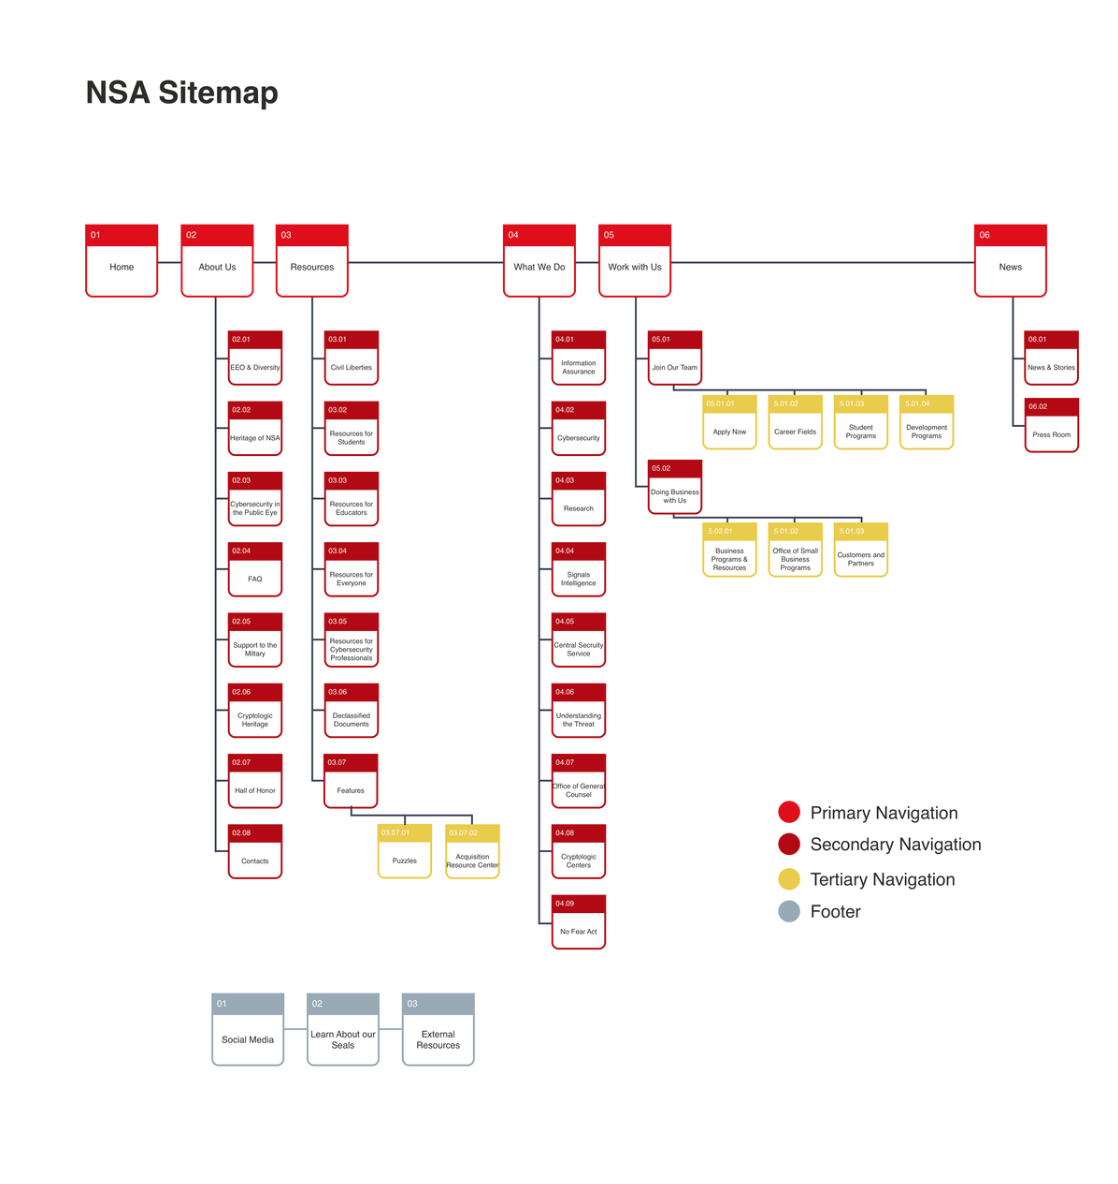 NSA Sitemap
01
Home
02
About Us
03
Resources
04
What We Do
05
Work with Us
06
News
02.01
EEO & Diversity
02.02
Heritage of NSA
02.03
Cybersecurity in
the Public Eye
02.04
FAQ
02.05
Support to the
Miltary
02.06
Cryptologic
Heritage
02.07
Hall of Honor
02.08
Contacts
03.01
Civil Liberties
03.02
Resources for
Students
03.03
Resources for
Educators
03.04
Resources for
Everyone
03.05
Resources for
Cybersecurity
Professionals
03.06
Declassified
Documents
03.07
Features
03.07.01
Puzzles
03.07.02
Acquisition
Resource Center
04.01
Information
Assurance
04.02
Cybersecurity
04.03
Research
04.04
Signals
Intelligence
04.05
Central Secruity
Service
04.06
Understanding
the Threat
04.07
Office of General
Counsel
04.08
Cryptologic
Centers
04.09
No Fear Act
05.01
Join Our Team
05.01.01
Apply Now
5.01.02
Career Fields
5.01.03
Student
Programs
5.01.04
Development
Programs
05.02
Doing Business
with Us
5.02.01
Business
Programs &
Resources
5.01.02
Office of Small
Business
Programs
5.01.03
Customers and
Partners
06.01
News & Stories
06.02
Press Room
Primary Navigation
Secondary Navigation
Tertiary Navigation
Footer
01
Social Media
02
Learn About our
Seals
03
External
Resources